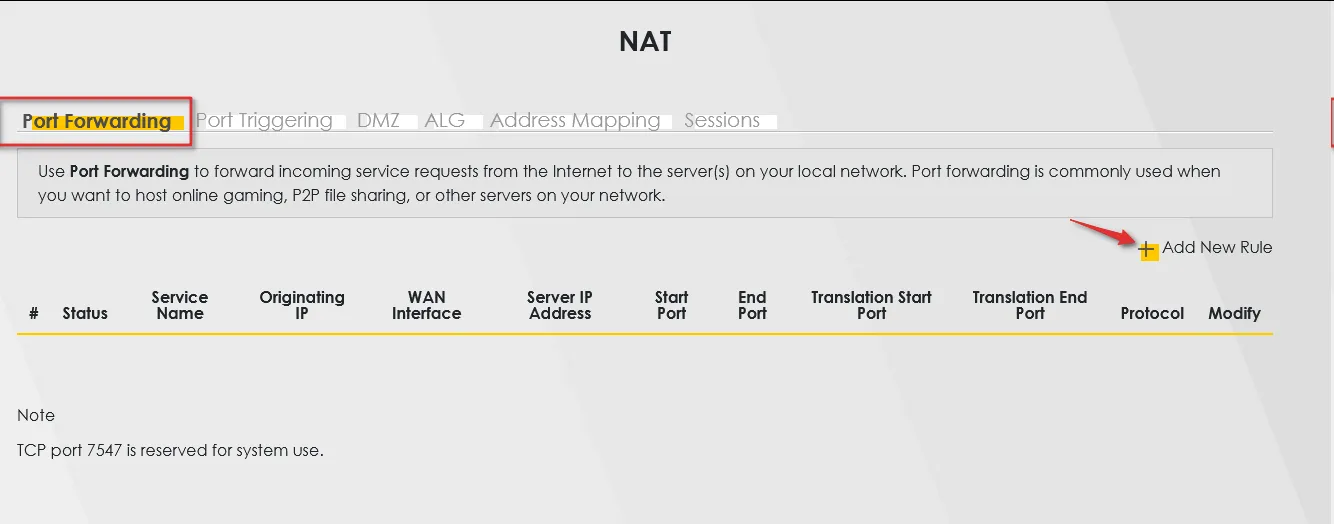 NAT
Port Forwarding Port Triggering DMZ ALG Address Mapping Sessions
Use Port Forwarding to forward incoming service requests from the Internet to the server(s) on your local network. Port forwarding is commonly used when
you want to host online gaming, P2P file sharing, or other servers on your network.
+ Add New Rule
# Status Service Name Originating IP WAN Interface Server IP Address Start Port End Port Translation Start Port Translation End Port Protocol Modify
Note
TCP port 7547 is reserved for system use.